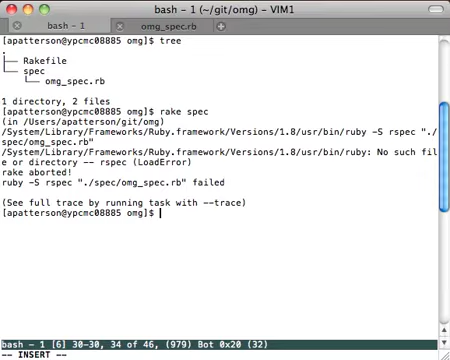 bash - 1 (~/git/omg) - VIM1
bash - 1
omg_spec.rb
[apatterson@ypcmc08885 omg]$ tree
.
├── Rakefile
└── spec
    └── omg_spec.rb
1 directory, 2 files
[apatterson@ypcmc08885 omg]$ rake spec
(in /Users/apatterson/git/omg)
/System/Library/Frameworks/Ruby.framework/Versions/1.8/usr/bin/ruby -S rspec "./
spec/omg_spec.rb"
/System/Library/Frameworks/Ruby.framework/Versions/1.8/usr/bin/ruby: No such fil
e or directory -- rspec (LoadError)
rake aborted!
ruby -S rspec "./spec/omg_spec.rb" failed
(See full trace by running task with --trace)
[apatterson@ypcmc08885 omg]$
bash - 1 [6] 30-30, 34 of 46, (979) Bot 0x20 (32)
-- INSERT --